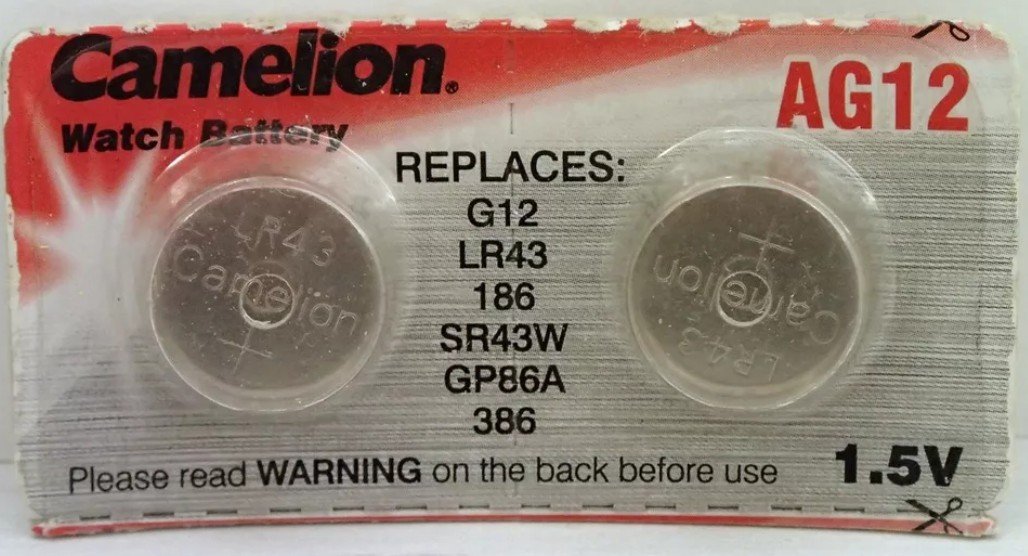 Camelion®
Watch Battery
AG12
REPLACES:
G12
LR43
186
SR43W
GP86A
386
LR43
Camelion
+
+
Camelion
LR43
Please read WARNING on the back before use
1.5V